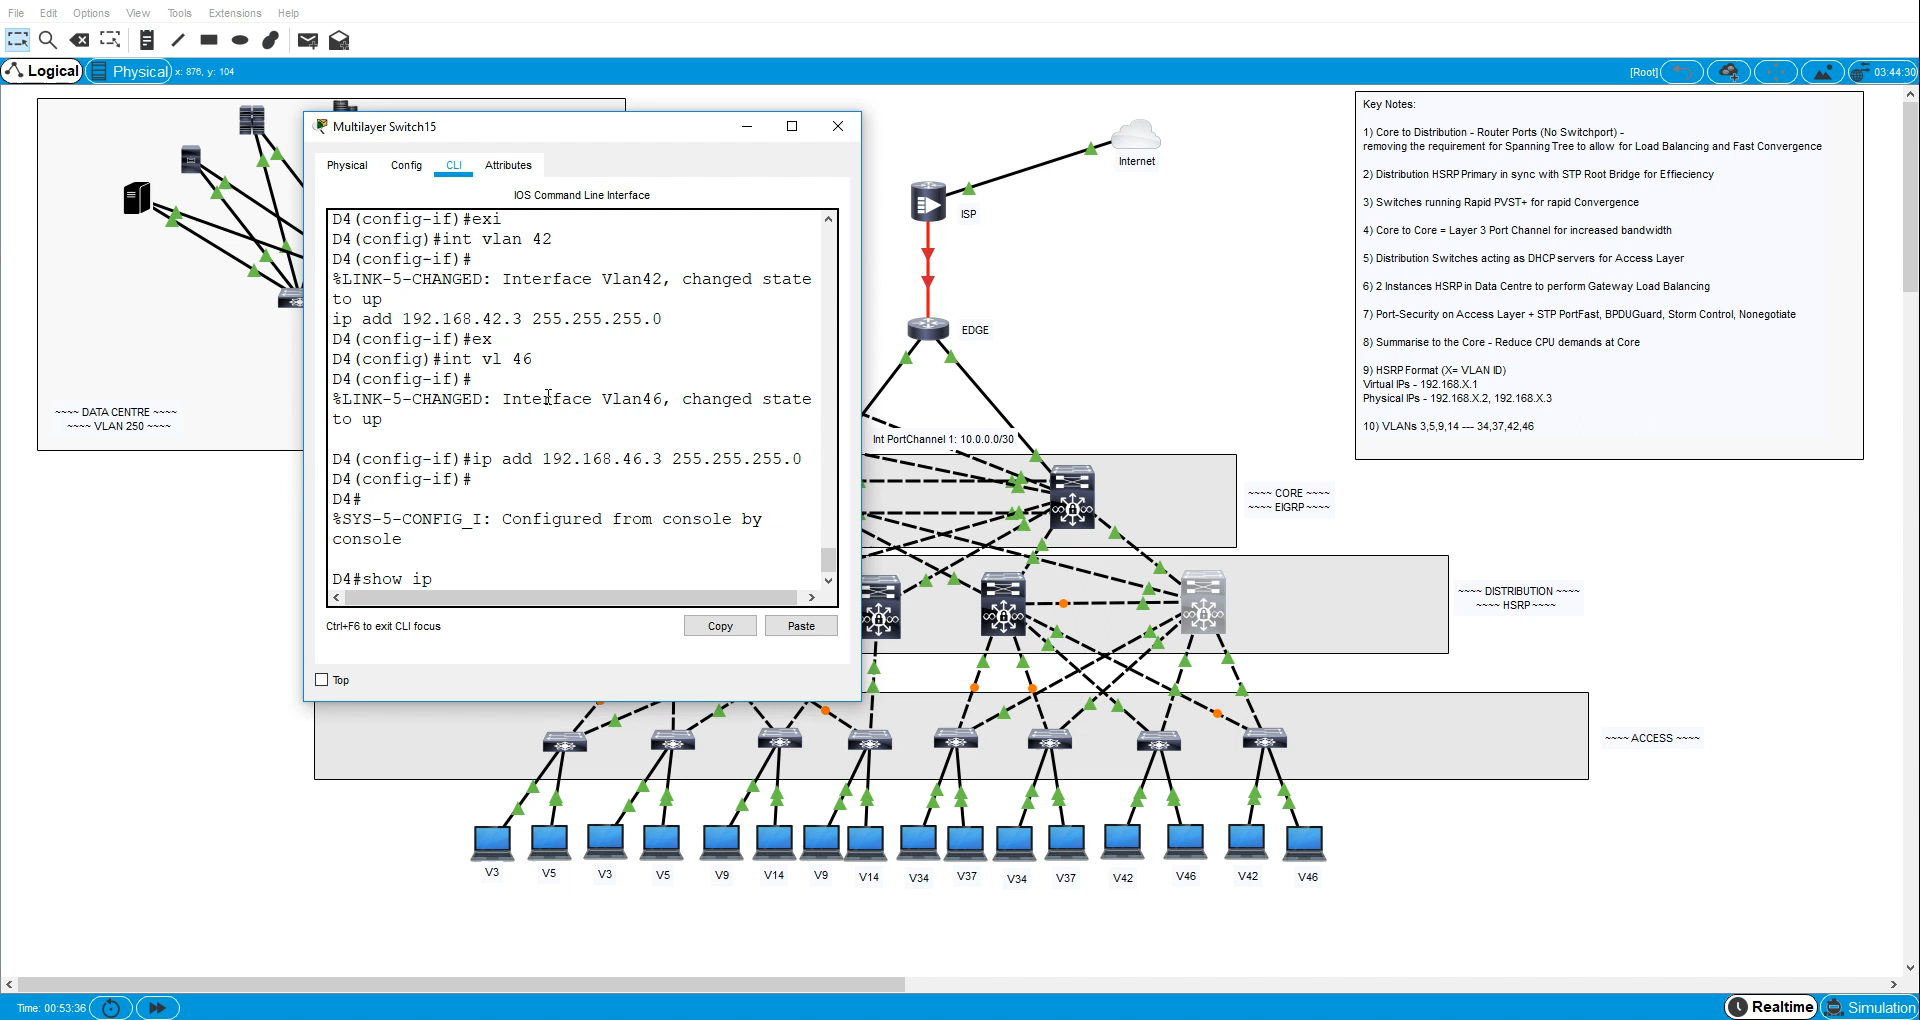 File Edit Options View Tools Extensions Help
Logical Physical x: 876, y: 104
[Root] 03:44:30
Multilayer Switch15
Physical Config CLI Attributes
IOS Command Line Interface
D4(config-if)#exi
D4(config)#int vlan 42
D4(config-if)#
%LINK-5-CHANGED: Interface Vlan42, changed state
to up
ip add 192.168.42.3 255.255.255.0
D4(config-if)#ex
D4(config)#int vl 46
D4(config-if)#
%LINK-5-CHANGED: Interface Vlan46, changed state
to up
D4(config-if)#ip add 192.168.46.3 255.255.255.0
D4(config-if)#
D4#
%SYS-5-CONFIG_I: Configured from console by
console
D4#show ip
Ctrl+F6 to exit CLI focus
Copy
Paste
Top
~~~~ DATA CENTRE ~~~~
~~~~ VLAN 250 ~~~~
Internet
ISP
EDGE
Int PortChannel 1: 10.0.0.0/30
Key Notes:
1) Core to Distribution - Router Ports (No Switchport) -
removing the requirement for Spanning Tree to allow for Load Balancing and Fast Convergence
2) Distribution HSRP Primary in sync with STP Root Bridge for Effieciency
3) Switches running Rapid PVST+ for rapid Convergence
4) Core to Core = Layer 3 Port Channel for increased bandwidth
5) Distribution Switches acting as DHCP servers for Access Layer
6) 2 Instances HSRP in Data Centre to perform Gateway Load Balancing
7) Port-Security on Access Layer + STP PortFast, BPDUGuard, Storm Control, Nonegotiate
8) Summarise to the Core - Reduce CPU demands at Core
9) HSRP Format (X= VLAN ID)
Virtual IPs - 192.168.X.1
Physical IPs - 192.168.X.2, 192.168.X.3
10) VLANs 3,5,9,14 --- 34,37,42,46
~~~~ CORE ~~~~
~~~~ EIGRP ~~~~
~~~~ DISTRIBUTION ~~~~
~~~~ HSRP ~~~~
~~~~ ACCESS ~~~~
V3 V5 V3 V5 V9 V14 V9 V14 V34 V37 V34 V37 V42 V46 V42 V46
Time: 00:53:36
Realtime Simulation